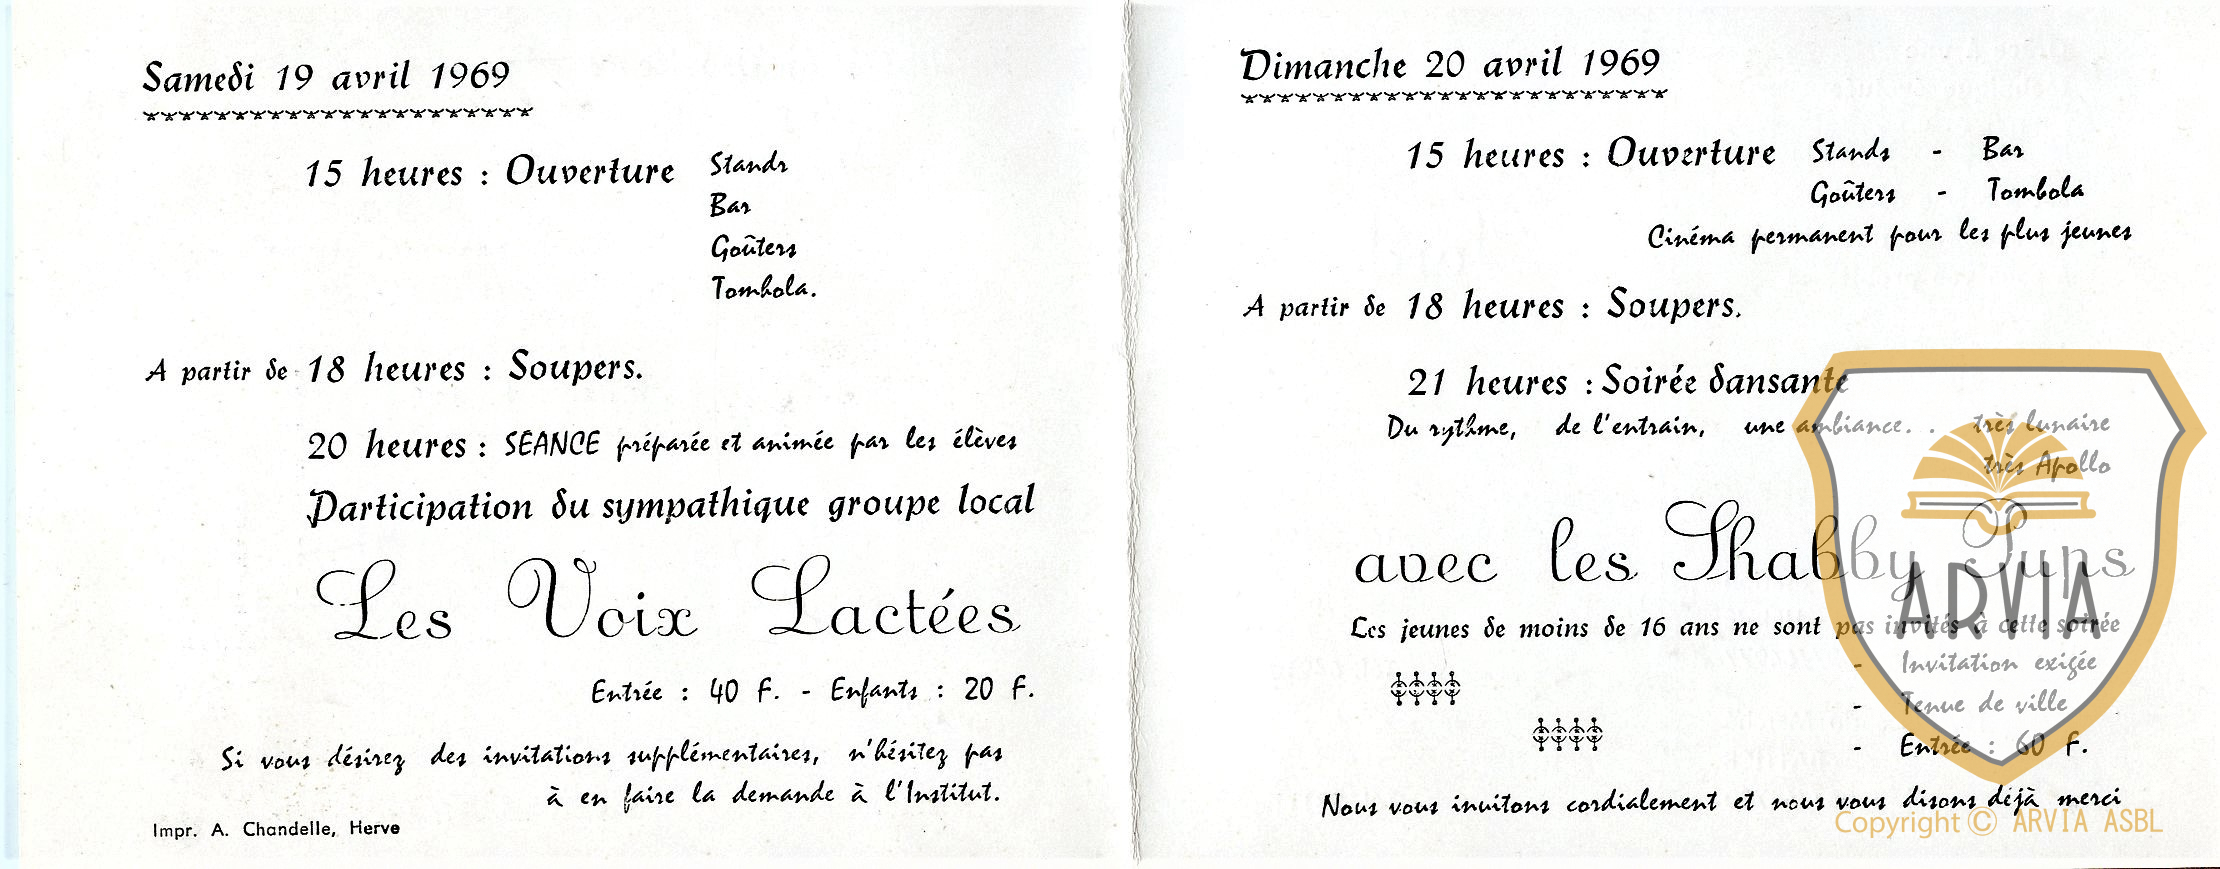 Samedi 19 avril 1969
15 heures : Ouverture Stands
Bar
Goûters
Tombola.
A partir de 18 heures : Soupers.
20 heures : SEANCE préparée et animée par les élèves
Participation du sympathique groupe local
Les Voix Lactées
Entrée : 40 F. - Enfants : 20 F.
Si vous désirez des invitations supplémentaires, n'hésitez pas
à en faire la demande à l'Institut.
Impr. A. Chandelle, Herve
Dimanche 20 avril 1969
15 heures : Ouverture Stands - Bar
Goûters - Tombola
Cinéma permanent pour les plus jeunes
A partir de 18 heures : Soupers.
21 heures : Soirée dansante
Du rythme, de l'entrain, une ambiance. . très lunaire
très Apollo
avec les Shabby Pups
Les jeunes de moins de 16 ans ne sont pas invités à cette soirée
- Invitation exigée
- Tenue de ville
- Entrée : 60 F.
Nous vous invitons cordialement et nous vous disons déjà merci
ARVIA
Copyright © ARVIA ASBL